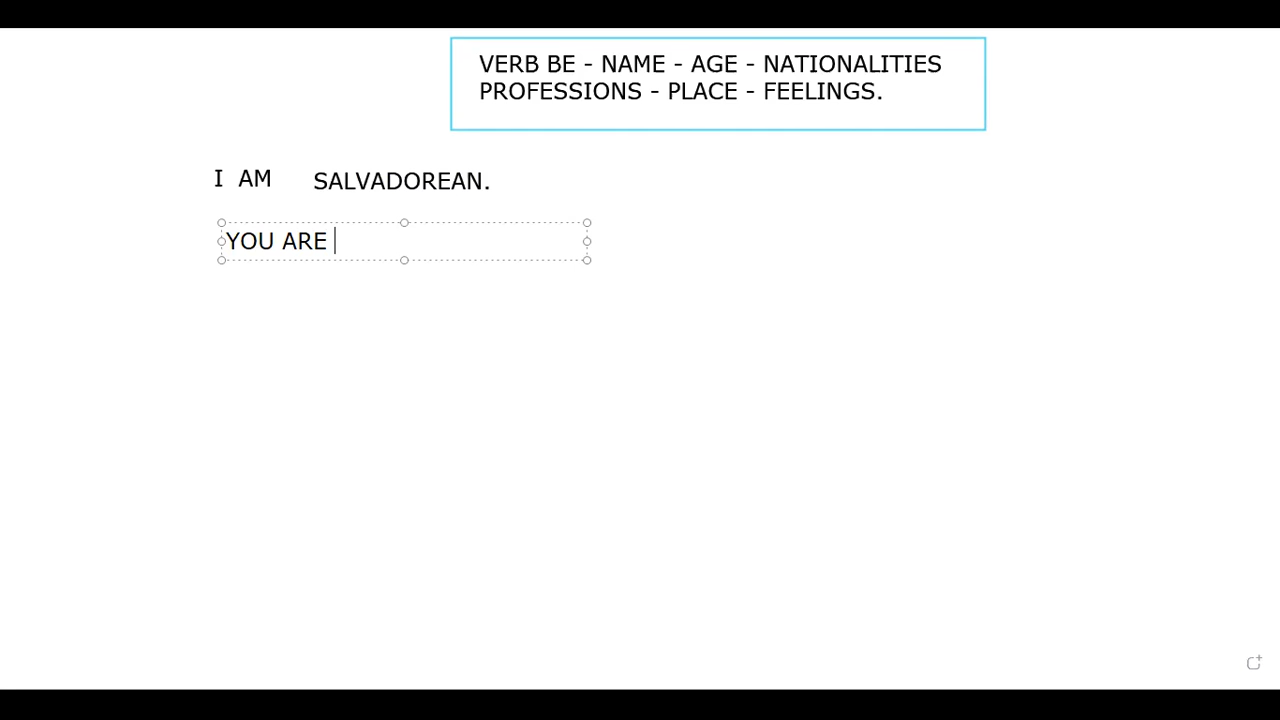 VERB BE - NAME - AGE - NATIONALITIES
PROFESSIONS - PLACE - FEELINGS.
I AM SALVADOREAN.
YOU ARE